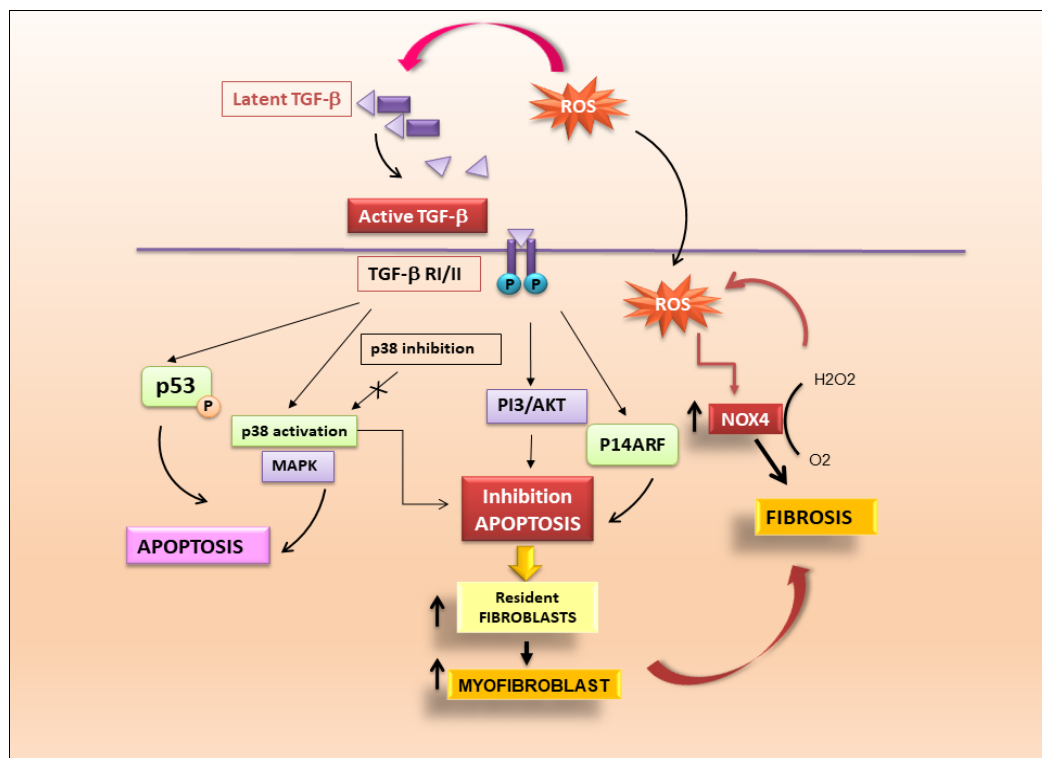 Latent TGF-β
ROS
Active TGF-β
TGF-β RI/II
P P
ROS
p38 inhibition
p53
P
PI3/AKT
H2O2
NOX4
p38 activation
P14ARF
MAPK
O2
Inhibition
APOPTOSIS
FIBROSIS
APOPTOSIS
Resident
FIBROBLASTS
MYOFIBROBLAST